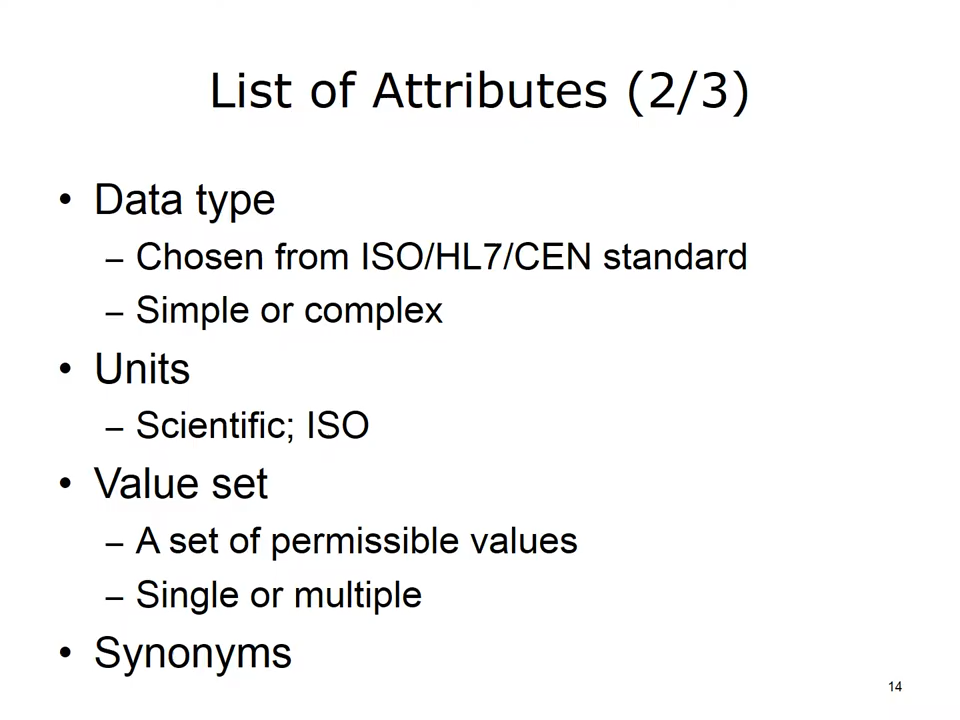 List of Attributes (2/3)
• Data type
– Chosen from ISO/HL7/CEN standard
– Simple or complex
• Units
– Scientific; ISO
• Value set
– A set of permissible values
– Single or multiple
• Synonyms
14